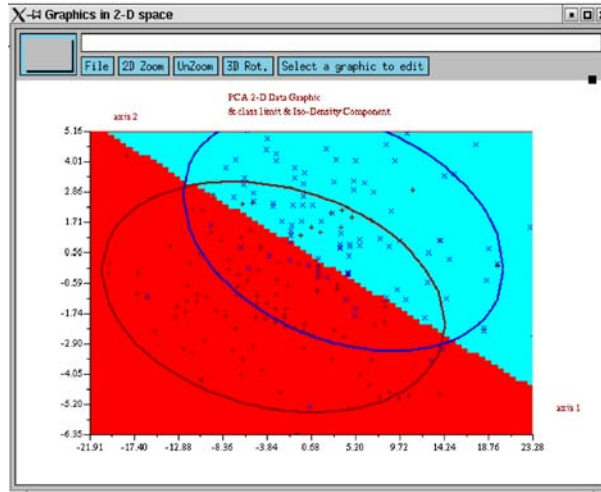 Graphics in 2-D space
File 2D Zoom UnZoom 3D Rot. Select a graphic to edit
PCA 2-D Data Graphic
& class limit & Iso-Density Component
axis 2
5.16
4.01
2.86
1.71
0.56
-0.59
-1.74
-2.90
-4.05
-5.20
-6.35
axis 1
-21.91 -17.40 -12.88 -8.36 -3.84 0.68 5.20 9.72 14.24 18.76 23.28